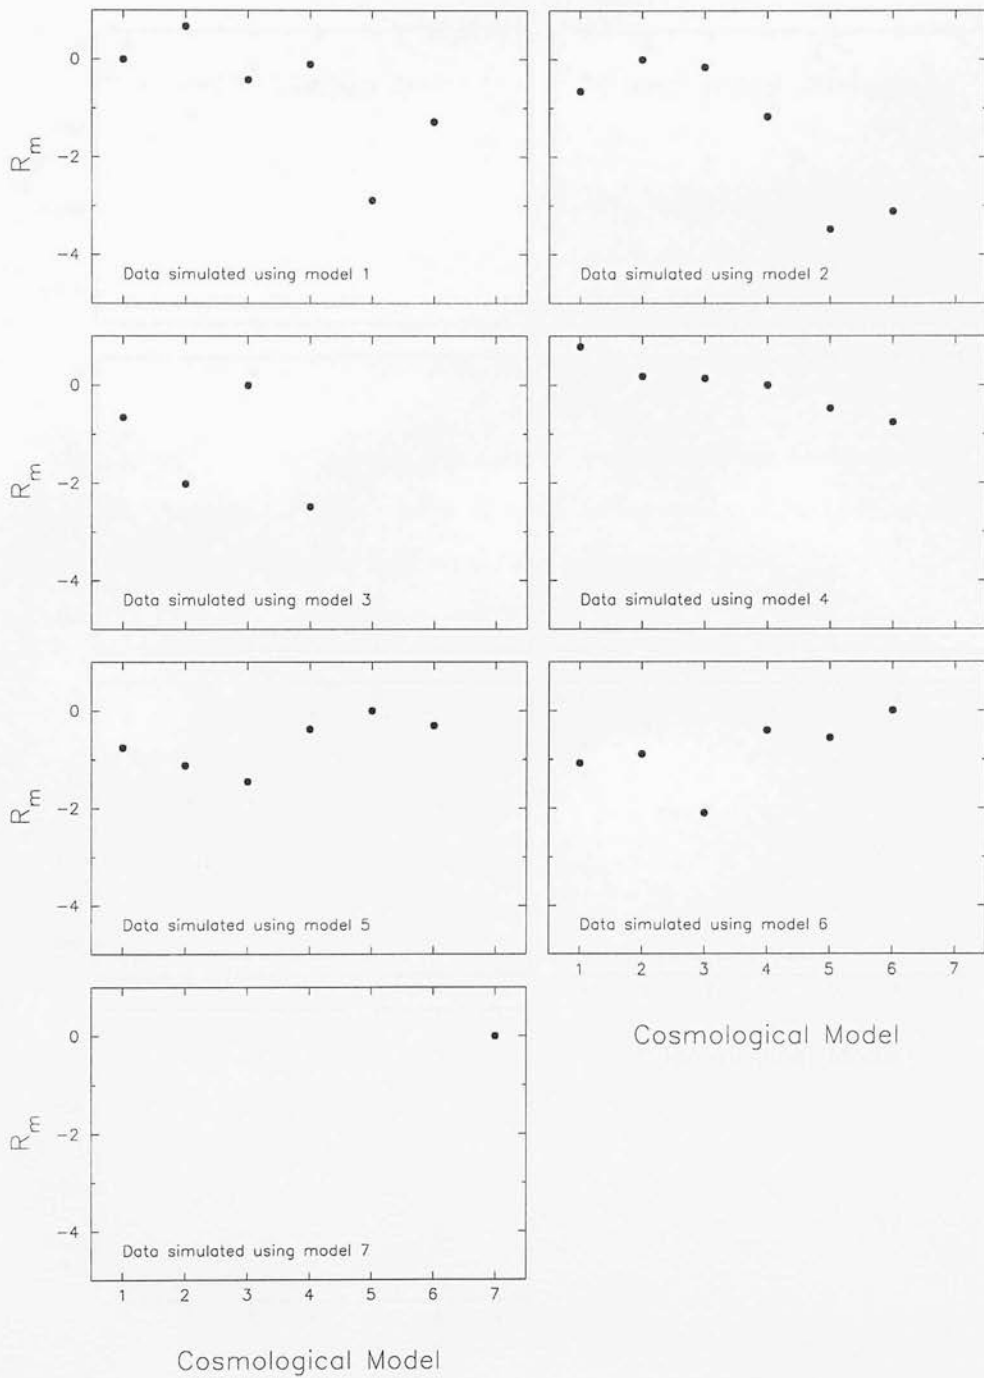 0
-2
-4
R_m
Data simulated using model 1
Data simulated using model 2
0
-2
-4
R_m
Data simulated using model 3
Data simulated using model 4
0
-2
-4
R_m
Data simulated using model 5
Data simulated using model 6
1 2 3 4 5 6 7
Cosmological Model
0
-2
-4
R_m
Data simulated using model 7
1 2 3 4 5 6 7
Cosmological Model